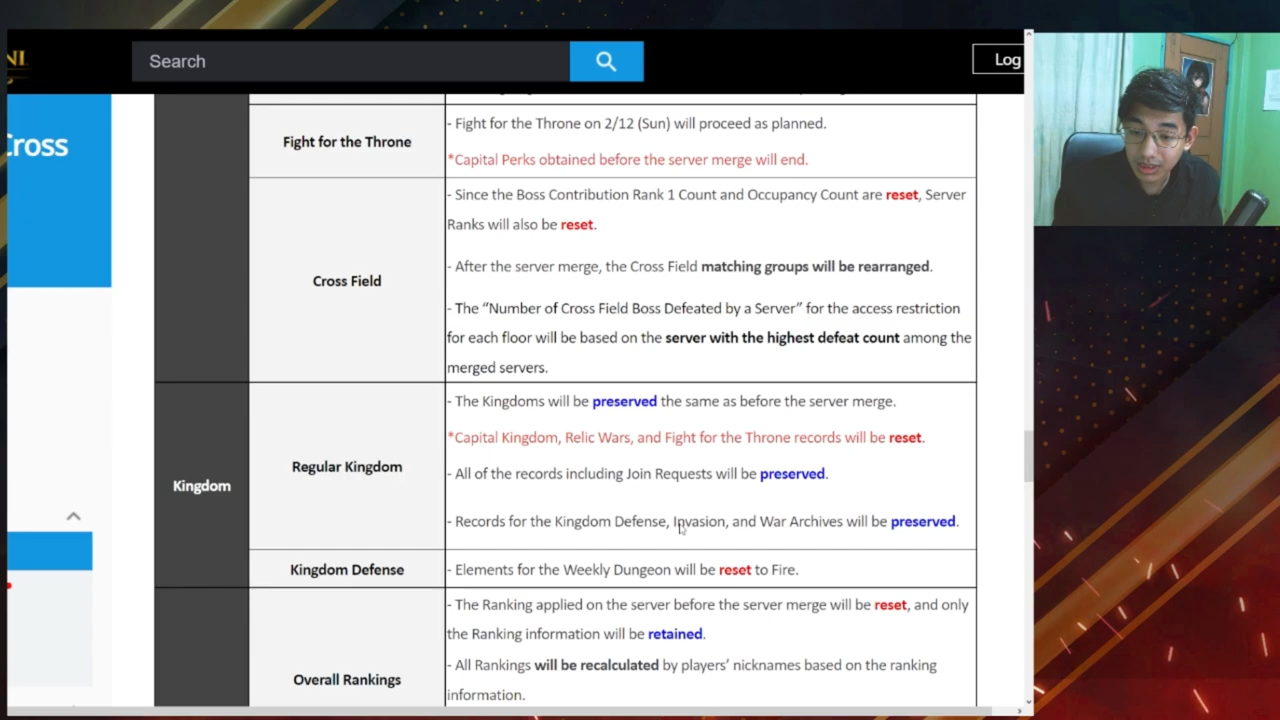 NI
Search
Log
Cross
Fight for the Throne
- Fight for the Throne on 2/12 (Sun) will proceed as planned.
*Capital Perks obtained before the server merge will end.
Cross Field
- Since the Boss Contribution Rank 1 Count and Occupancy Count are reset, Server
Ranks will also be reset.
- After the server merge, the Cross Field matching groups will be rearranged.
- The “Number of Cross Field Boss Defeated by a Server” for the access restriction
for each floor will be based on the server with the highest defeat count among the
merged servers.
Kingdom
Regular Kingdom
- The Kingdoms will be preserved the same as before the server merge.
*Capital Kingdom, Relic Wars, and Fight for the Throne records will be reset.
- All of the records including Join Requests will be preserved.
- Records for the Kingdom Defense, Invasion, and War Archives will be preserved.
Kingdom Defense
- Elements for the Weekly Dungeon will be reset to Fire.
Overall Rankings
- The Ranking applied on the server before the server merge will be reset, and only
the Ranking information will be retained.
- All Rankings will be recalculated by players’ nicknames based on the ranking
information.